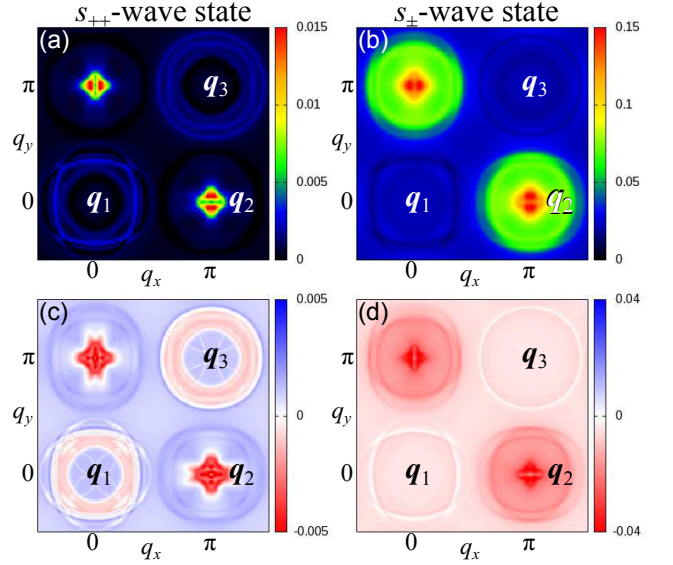 s₊₊-wave state s±-wave state
(a) q₃ 0.015
π
0.01
qy
0.005
0 q₁ q₂
0
0 qx π
(b) q₃ 0.15
π
0.1
qy
0.05
0 q₁ q₂
0
0 qx π
(c) q₃ 0.005
π
qy 0
0 q₁ q₂
-0.005
0 qx π
(d) q₃ 0.04
π
qy 0
0 q₁ q₂
-0.04
0 qx π